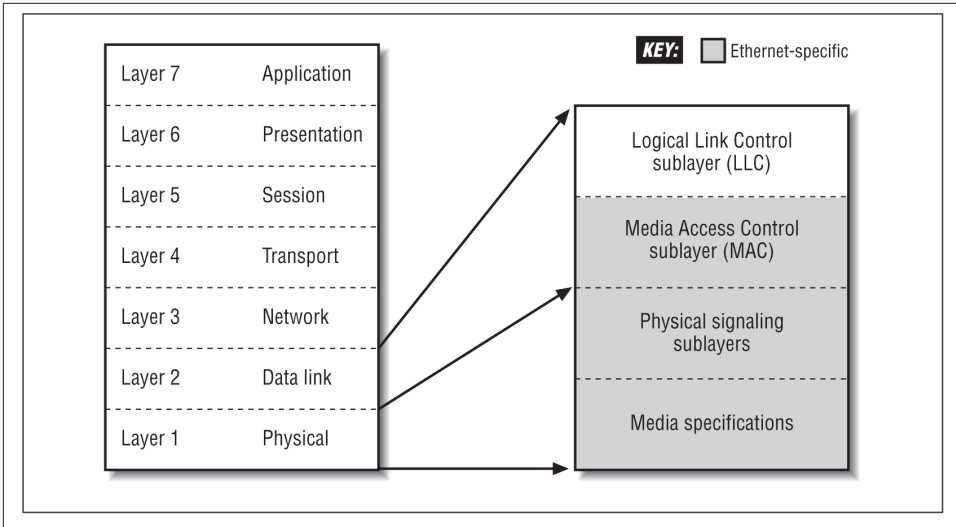 KEY: Ethernet-specific
Layer 7 Application
Layer 6 Presentation
Layer 5 Session
Layer 4 Transport
Layer 3 Network
Layer 2 Data link
Layer 1 Physical
Logical Link Control
sublayer (LLC)
Media Access Control
sublayer (MAC)
Physical signaling
sublayers
Media specifications